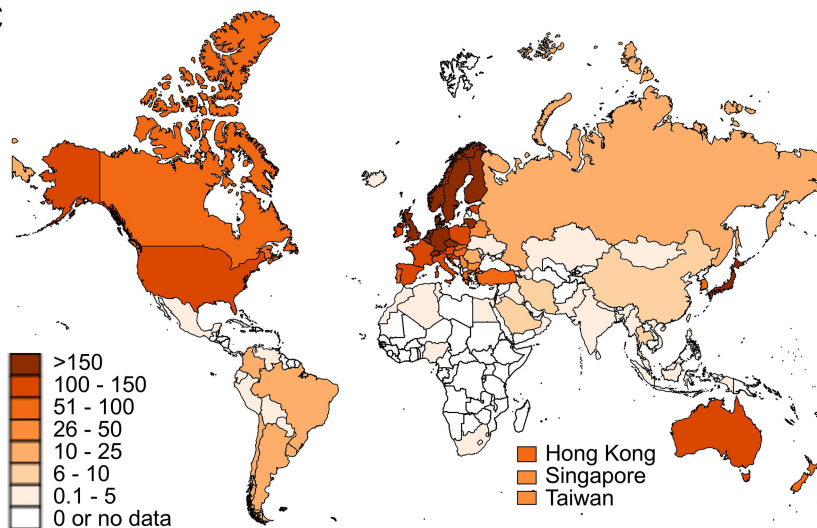 >150
100 - 150
51 - 100
26 - 50
10 - 25
6 - 10
0.1 - 5
0 or no data
Hong Kong
Singapore
Taiwan